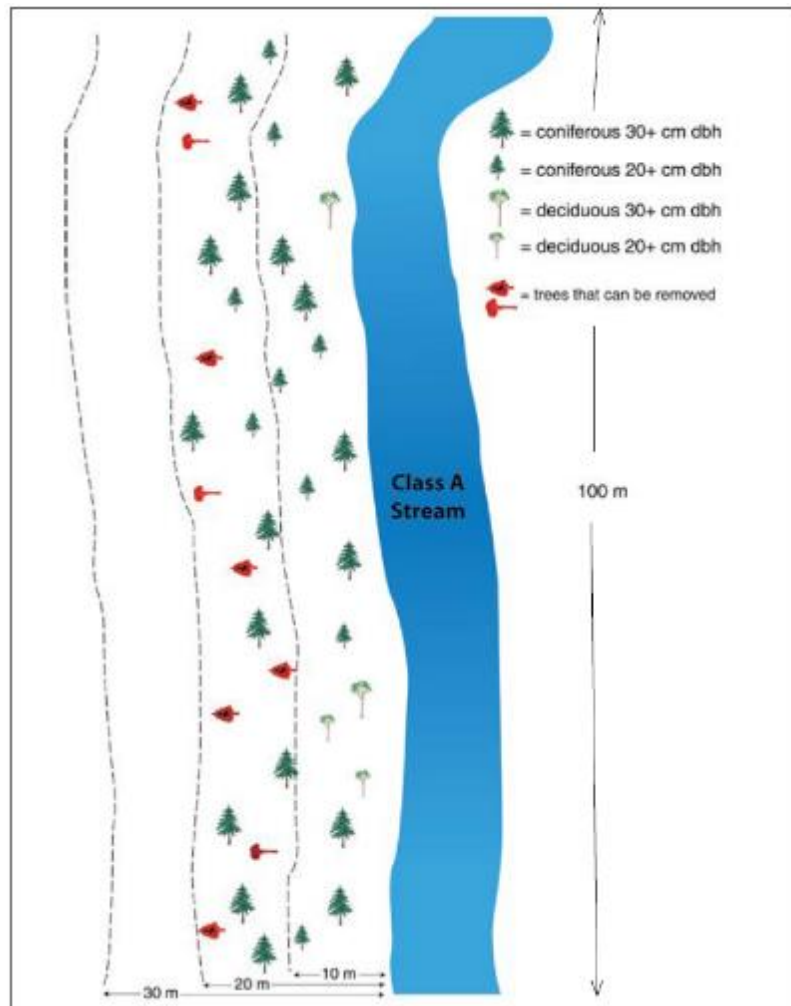 = coniferous 30+ cm dbh
= coniferous 20+ cm dbh
= deciduous 30+ cm dbh
= deciduous 20+ cm dbh
= trees that can be removed
Class A
Stream
100 m
10 m
20 m
30 m